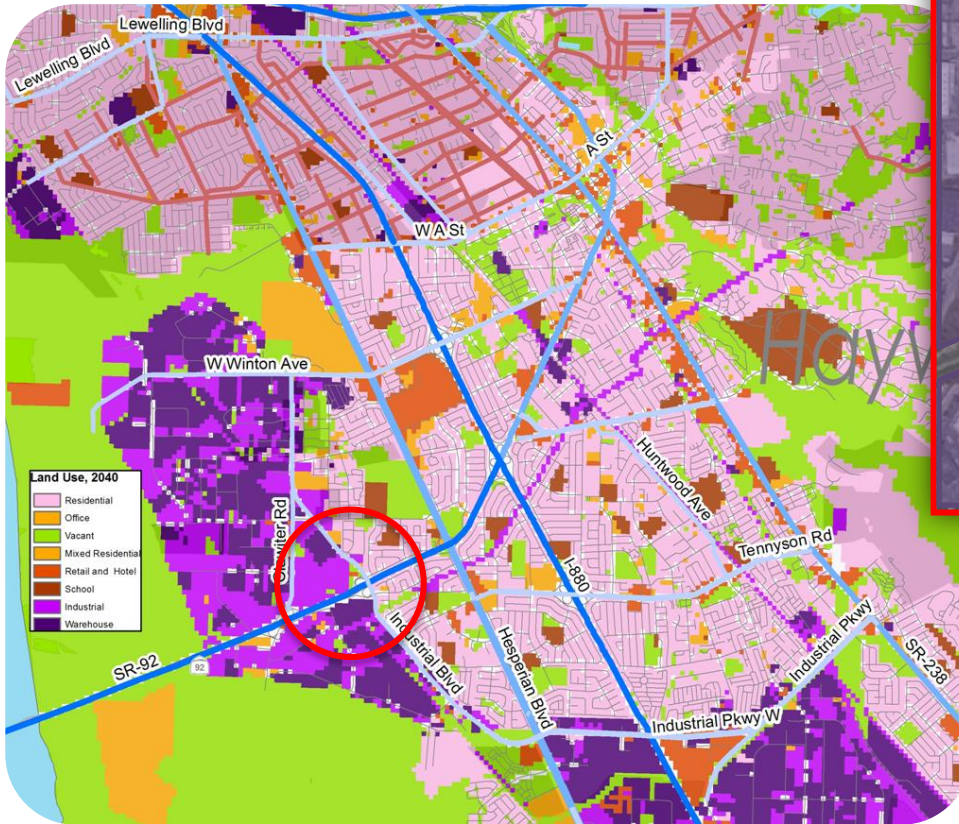 Lewelling Blvd
Lewelling Blvd
A St
W A St
Hayw
W Winton Ave
Huntwood Ave
Land Use, 2040
Residential
Office
Vacant
Mixed Residential
Retail and Hotel
School
Industrial
Warehouse
Clawiter Rd
Tennyson Rd
I-880
SR-92
92
Industrial Blvd
Hesperian Blvd
Industrial Pkwy
SR-238
Industrial Pkwy W